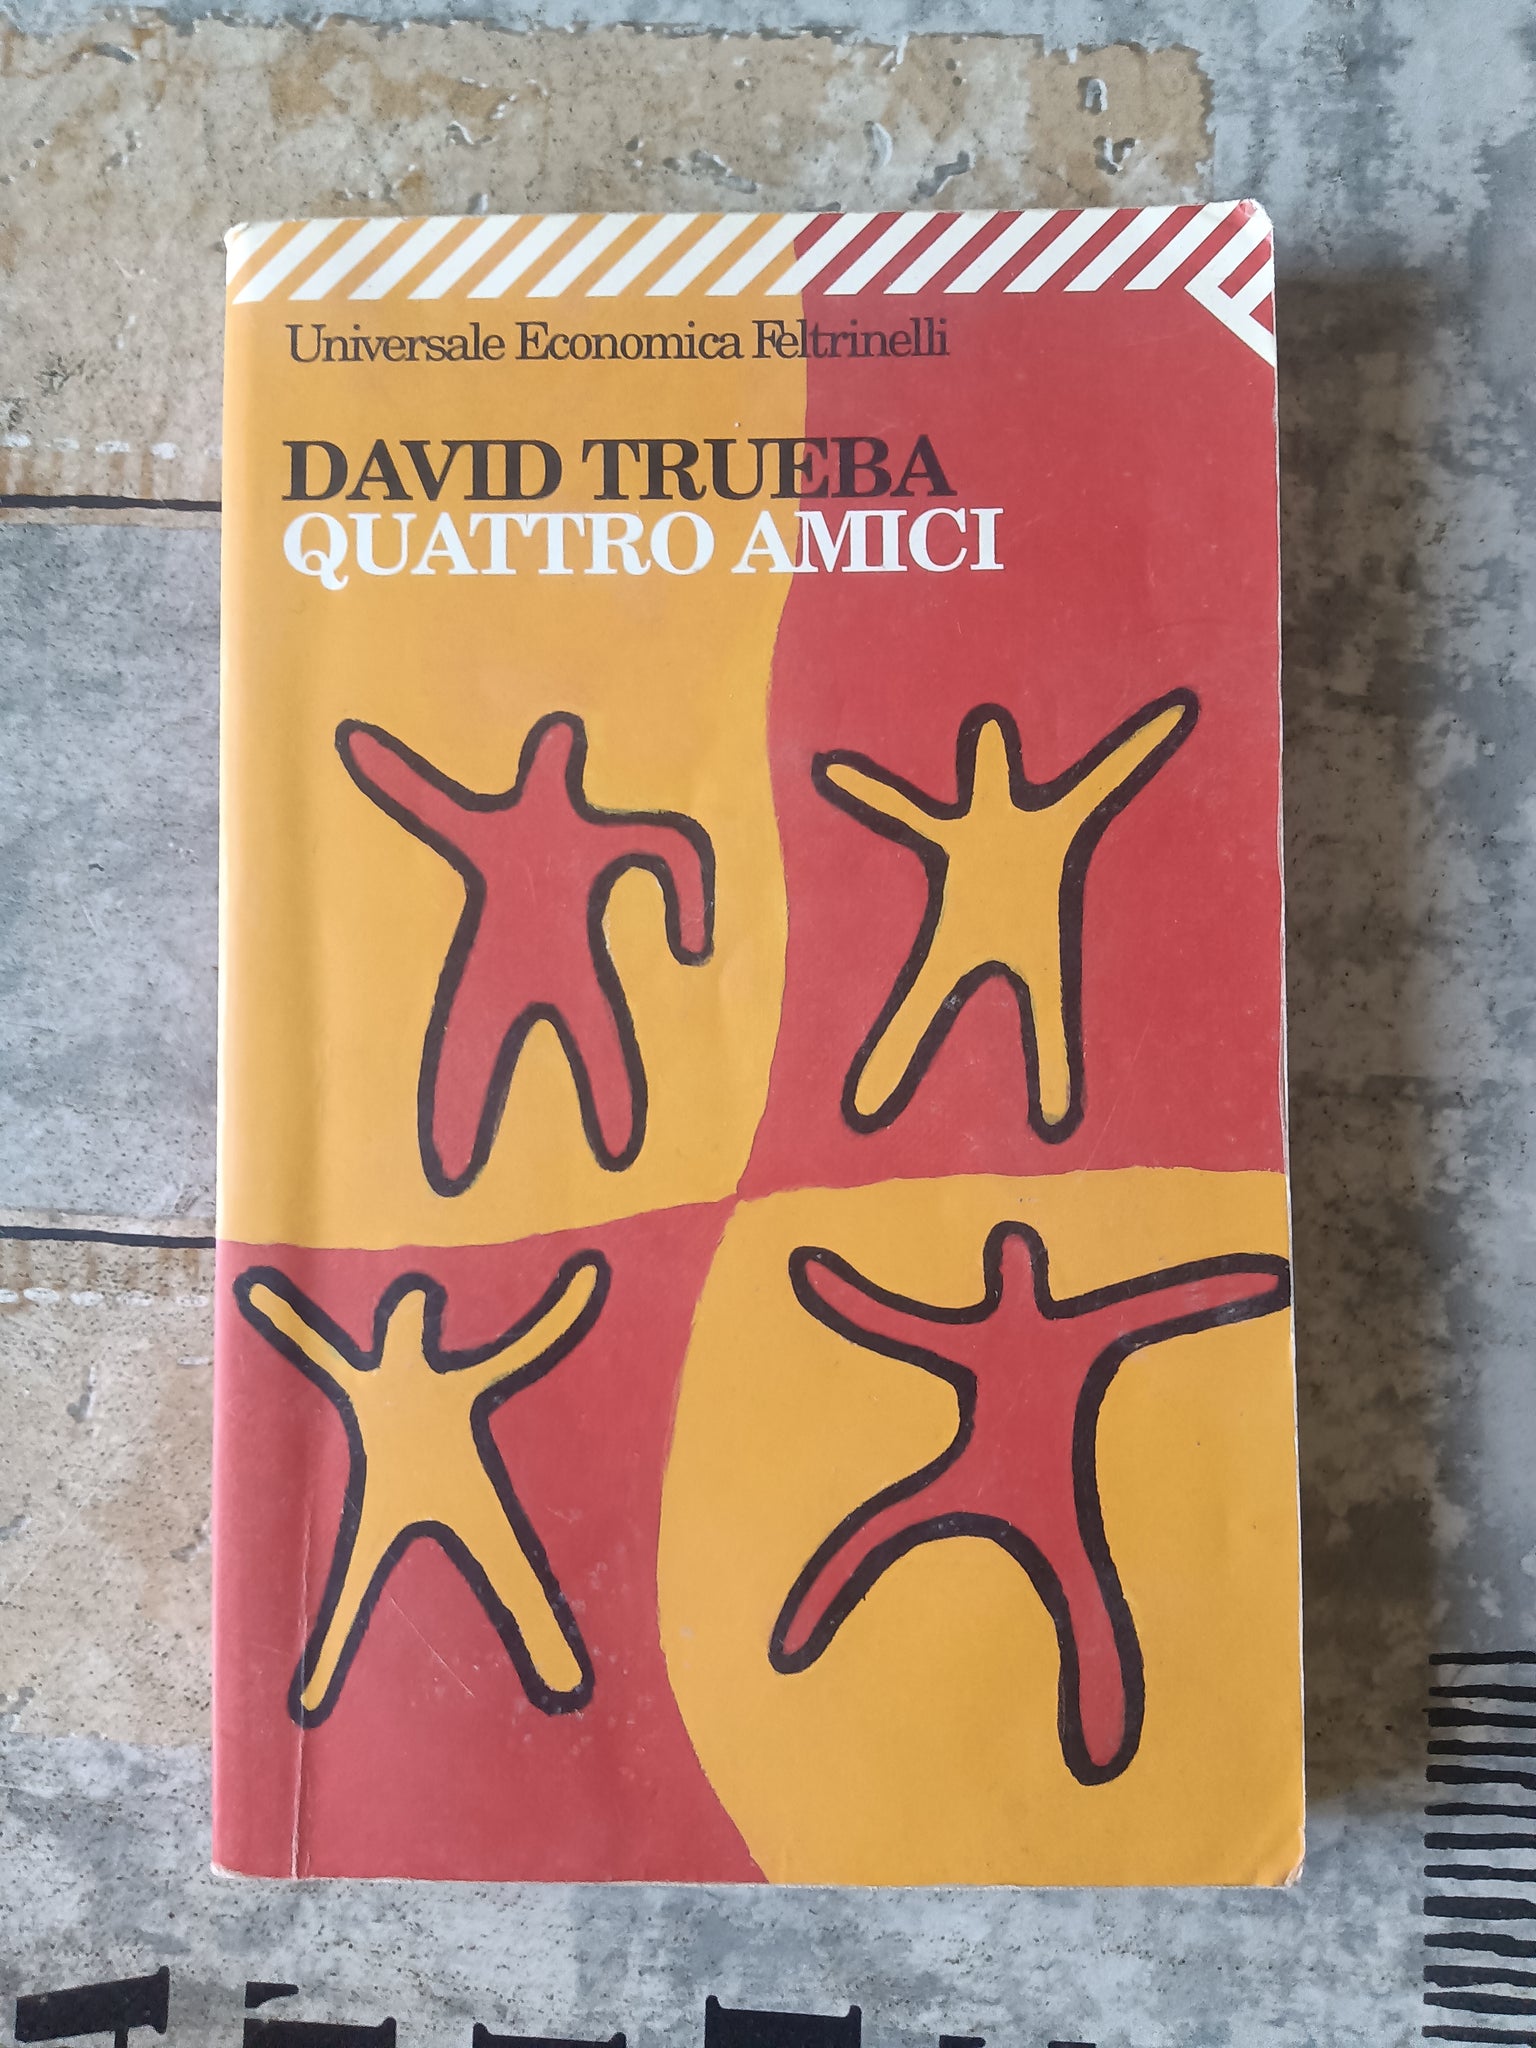 Universale Economica Feltrinelli
DAVID TRUEBA
QUATTRO AMICI